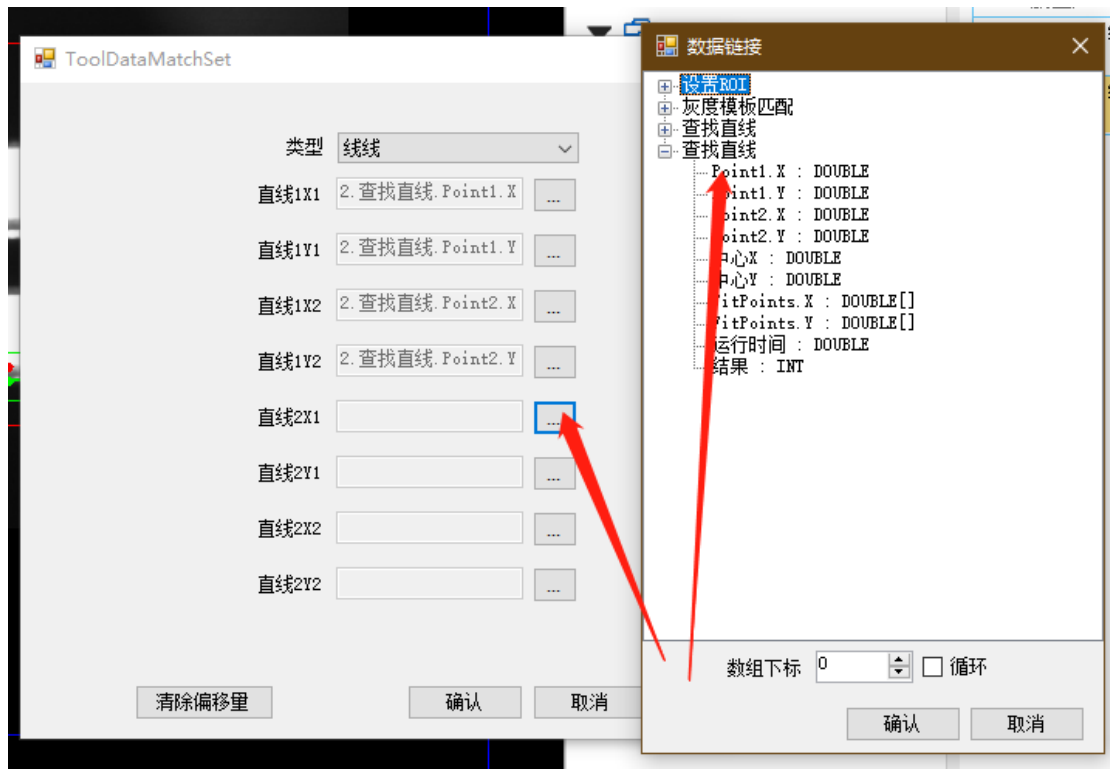 ToolDataMatchSet
类型 线线
直线1X1 2.查找直线.Point1.X ...
直线1Y1 2.查找直线.Point1.Y ...
直线1X2 2.查找直线.Point2.X ...
直线1Y2 2.查找直线.Point2.Y ...
直线2X1 ...
直线2Y1 ...
直线2X2 ...
直线2Y2 ...
清除偏移量 确认 取消
数据链接
设置ROI
灰度模板匹配
查找直线
查找直线
Point1.X : DOUBLE
Point1.Y : DOUBLE
Point2.X : DOUBLE
Point2.Y : DOUBLE
中心X : DOUBLE
中心Y : DOUBLE
FitPoints.X : DOUBLE[]
FitPoints.Y : DOUBLE[]
运行时间 : DOUBLE
结果 : INT
数组下标 0 循环
确认 取消